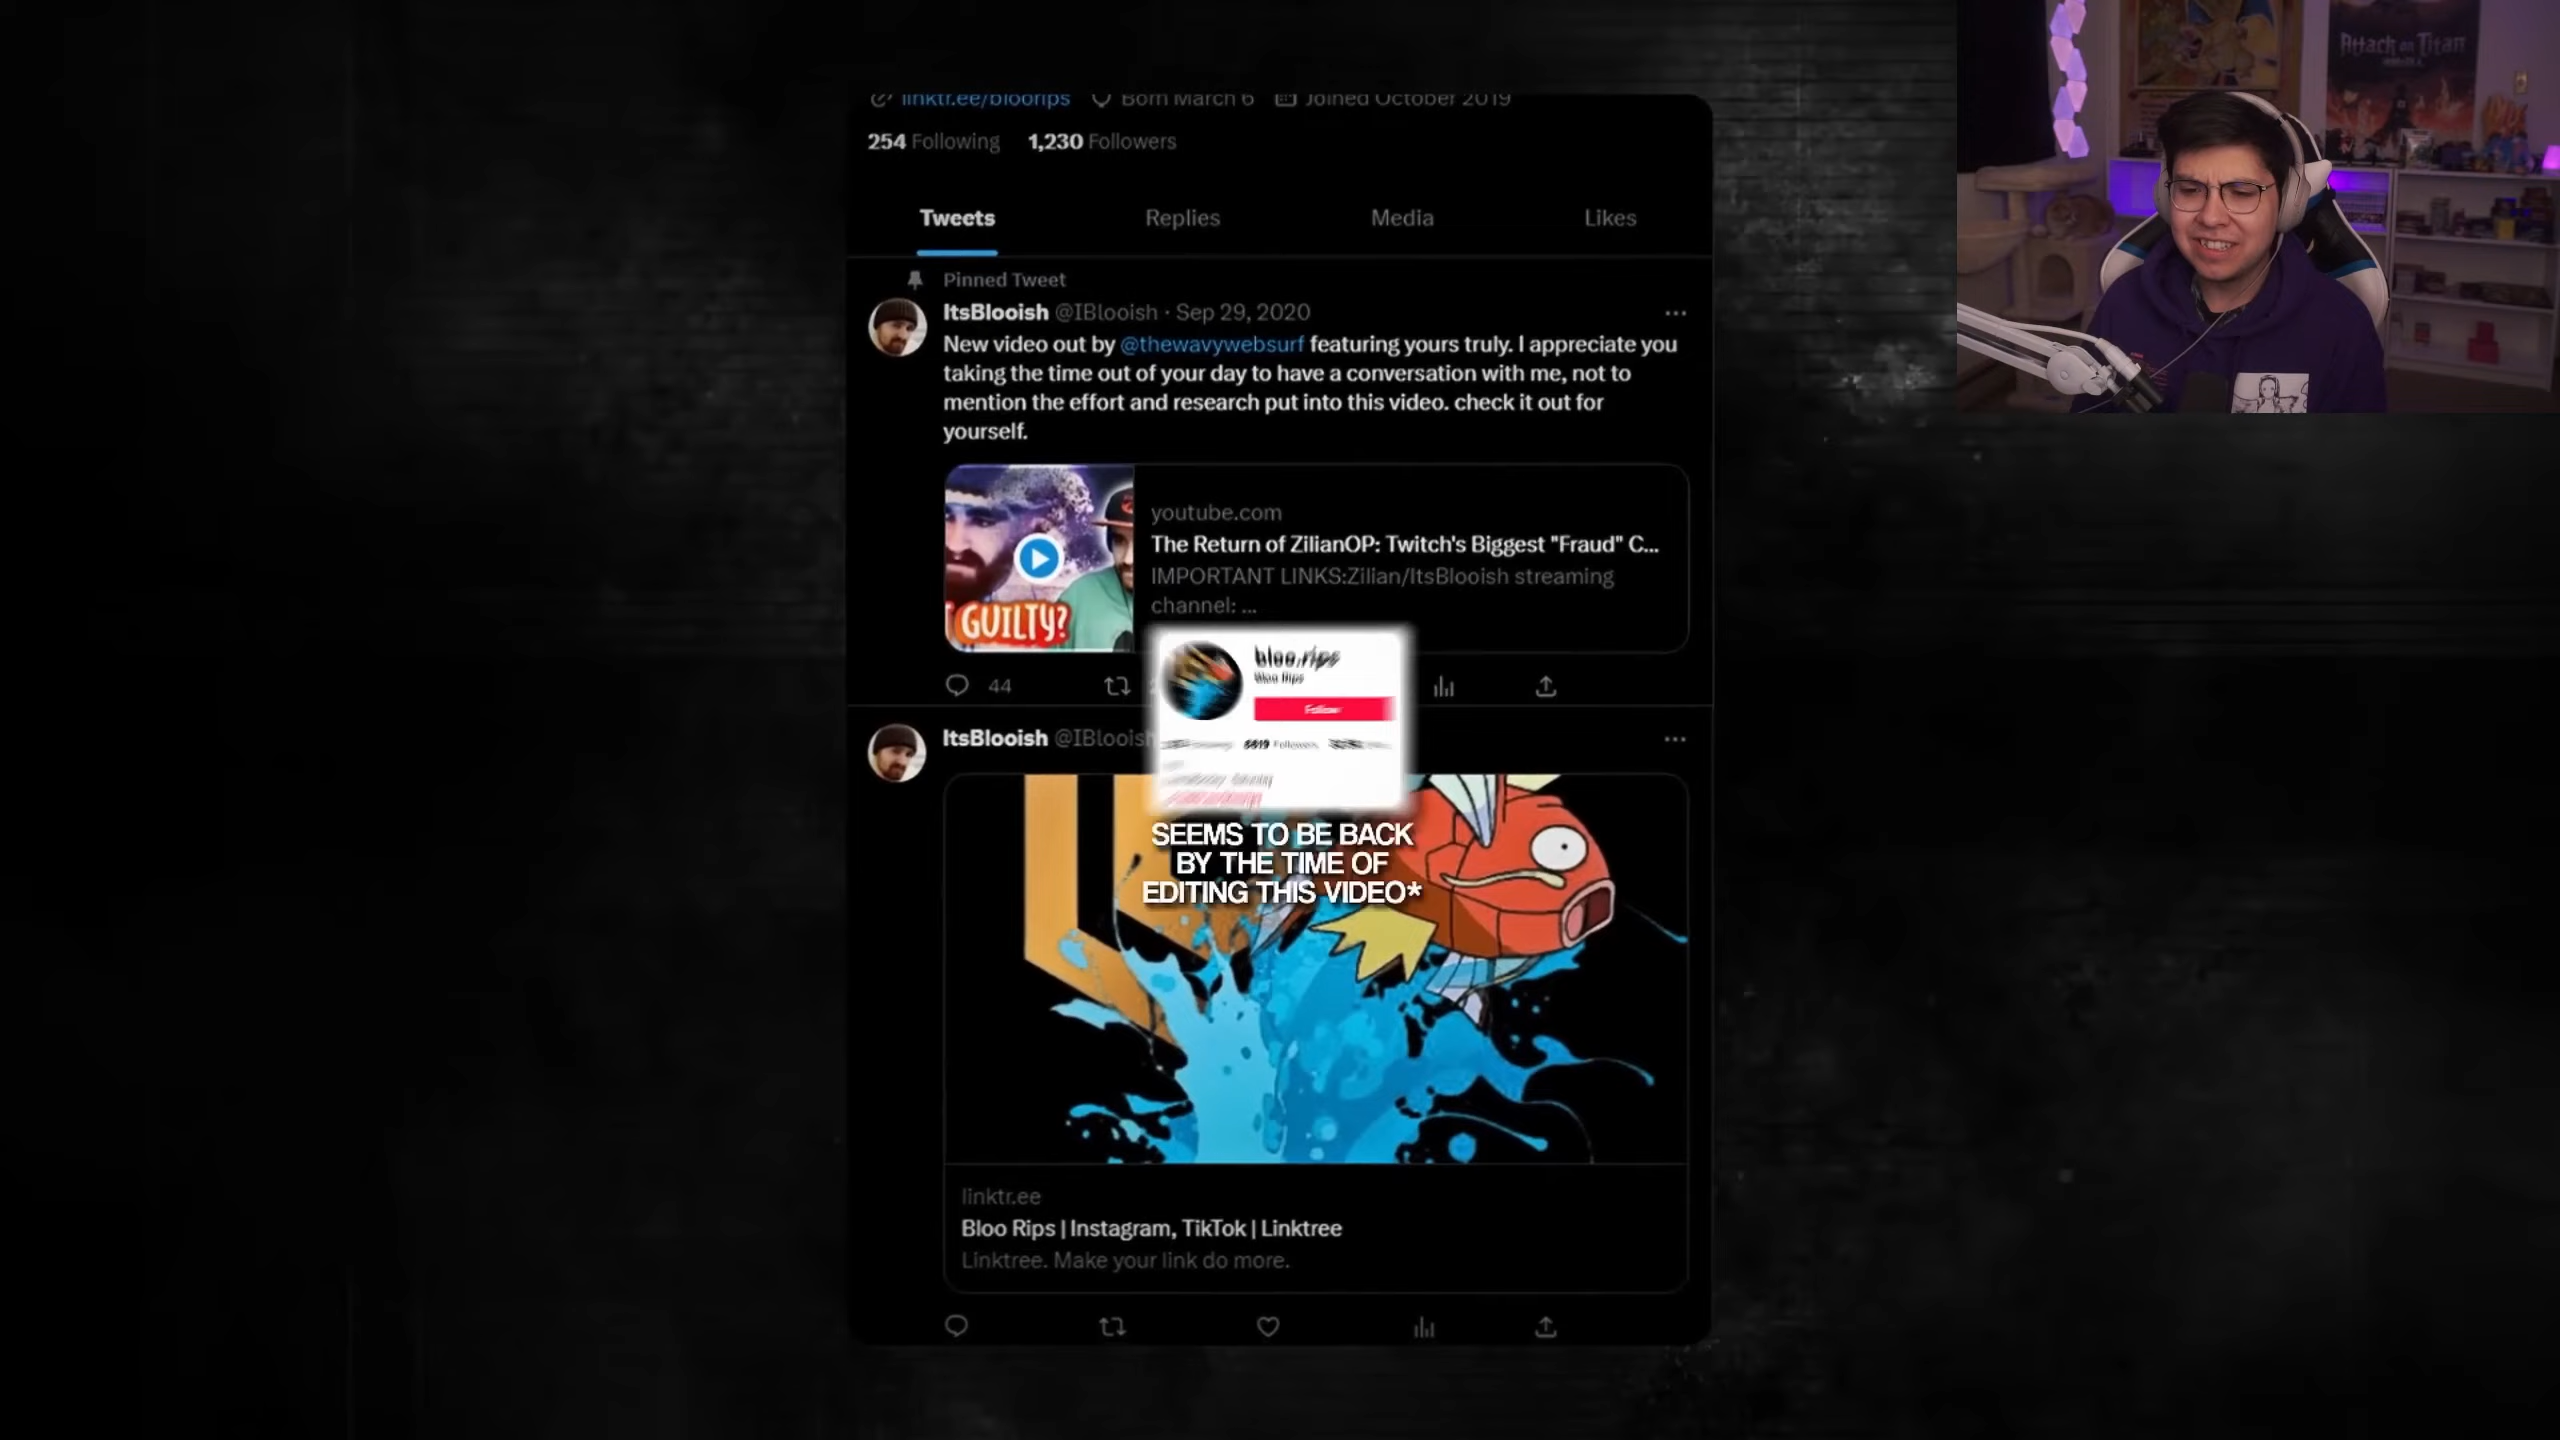 linktr.ee/bloorips Born March 6 Joined October 2019
254 Following 1,230 Followers
Tweets Replies Media Likes
Pinned Tweet
ItsBlooish @IBlooish · Sep 29, 2020
New video out by @thewavywebsurf featuring yours truly. I appreciate you
taking the time out of your day to have a conversation with me, not to
mention the effort and research put into this video. check it out for
yourself.
GUILTY?
youtube.com
The Return of ZilianOP: Twitch's Biggest "Fraud" C...
IMPORTANT LINKS:Zilian/ItsBlooish streaming
channel: ...
44
bloo.rips
Bloo Rips
Follow
Followers
ItsBlooish @IBlooish
SEEMS TO BE BACK
BY THE TIME OF
EDITING THIS VIDEO*
linktr.ee
Bloo Rips | Instagram, TikTok | Linktree
Linktree. Make your link do more.
Attack on Titan